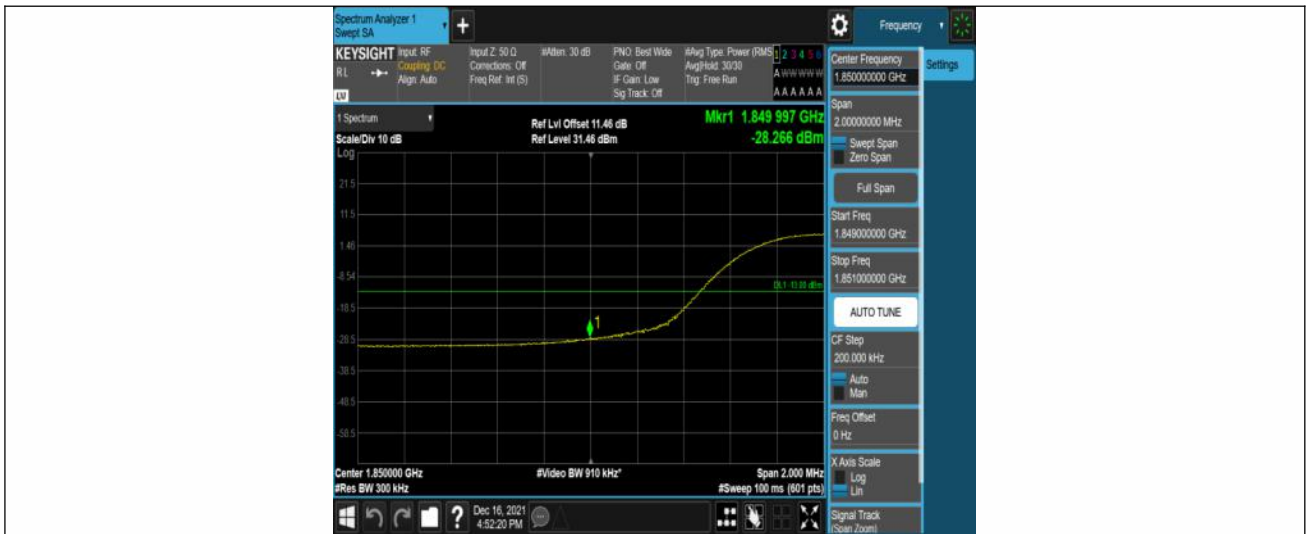 Spectrum Analyzer 1
Swept SA
Frequency
KEYSIGHT
Input: RF
Coupling: DC
Align: Auto
Input Z: 50 Ω
Corrections: Off
Freq Ref: Int (S)
#Atten: 30 dB
PNO: Best Wide
Gate: Off
IF Gain: Low
Sig Track: Off
#Avg Type: Power (RMS
Avg|Hold: 30/30
Trig: Free Run
1 2 3 4 5 6
A W W W W W
A A A A A A
RL
LXI
Center Frequency
1.850000000 GHz
Settings
Span
2.00000000 MHz
Swept Span
Zero Span
Full Span
Start Freq
1.849000000 GHz
Stop Freq
1.851000000 GHz
AUTO TUNE
CF Step
200.000 kHz
Auto
Man
Freq Offset
0 Hz
X Axis Scale
Log
Lin
Signal Track
(Span Zoom)
1 Spectrum
Scale/Div 10 dB
Log
Ref Lvl Offset 11.46 dB
Ref Level 31.46 dBm
Mkr1 1.849 997 GHz
-28.266 dBm
21.5
11.5
1.46
-8.54
DL1 -13.00 dBm
-18.5
1
-28.5
-38.5
-48.5
-58.5
Center 1.850000 GHz
#Res BW 300 kHz
#Video BW 910 kHz*
Span 2.000 MHz
#Sweep 100 ms (601 pts)
?
Dec 16, 2021
4:52:20 PM